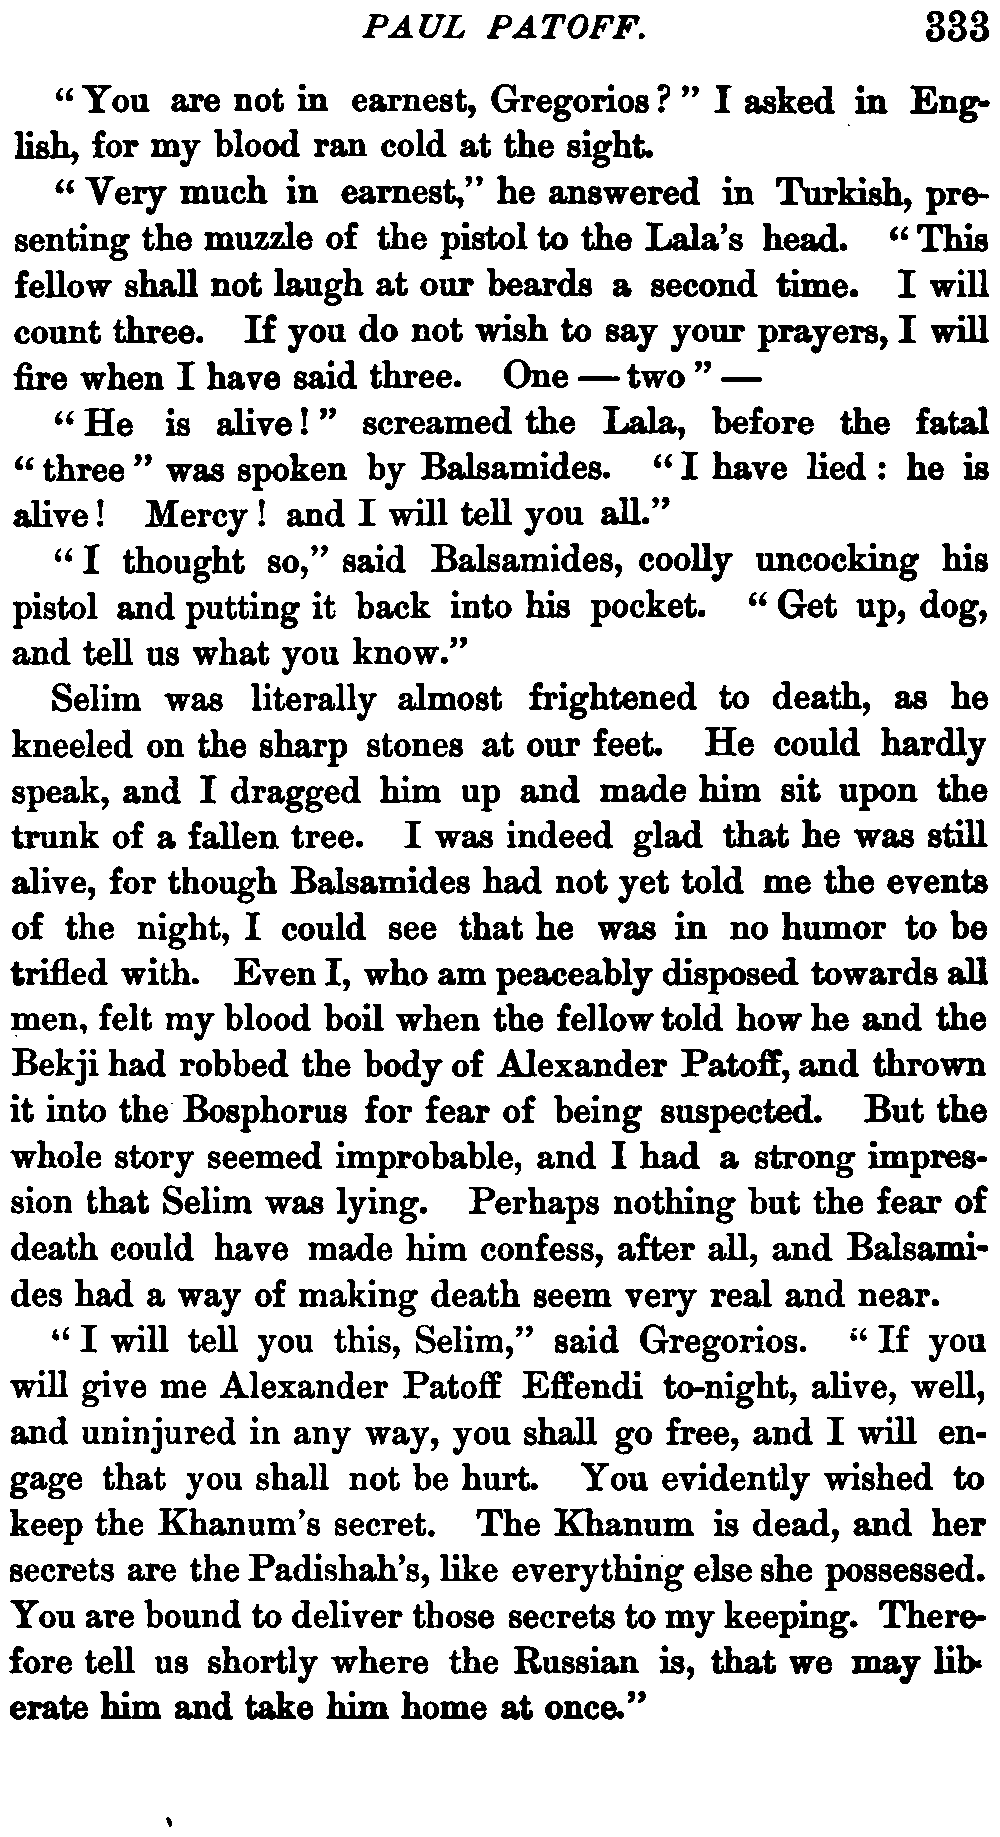 PAUL PATOFF. 333
“ You are not in earnest, Gregorios ? ” I asked in Eng-
lish, for my blood ran cold at the sight.
“ Very much in earnest,” he answered in Turkish, pre-
senting the muzzle of the pistol to the Lala’s head. “ This
fellow shall not laugh at our beards a second time. I will
count three. If you do not wish to say your prayers, I will
fire when I have said three. One — two ” —
“ He is alive ! ” screamed the Lala, before the fatal
“ three ” was spoken by Balsamides. “ I have lied : he is
alive ! Mercy ! and I will tell you all.”
“ I thought so,” said Balsamides, coolly uncocking his
pistol and putting it back into his pocket. “ Get up, dog,
and tell us what you know.”
Selim was literally almost frightened to death, as he
kneeled on the sharp stones at our feet. He could hardly
speak, and I dragged him up and made him sit upon the
trunk of a fallen tree. I was indeed glad that he was still
alive, for though Balsamides had not yet told me the events
of the night, I could see that he was in no humor to be
trifled with. Even I, who am peaceably disposed towards all
men, felt my blood boil when the fellow told how he and the
Bekji had robbed the body of Alexander Patoff, and thrown
it into the Bosphorus for fear of being suspected. But the
whole story seemed improbable, and I had a strong impres-
sion that Selim was lying. Perhaps nothing but the fear of
death could have made him confess, after all, and Balsami-
des had a way of making death seem very real and near.
“ I will tell you this, Selim,” said Gregorios. “ If you
will give me Alexander Patoff Effendi to-night, alive, well,
and uninjured in any way, you shall go free, and I will en-
gage that you shall not be hurt. You evidently wished to
keep the Khanum’s secret. The Khanum is dead, and her
secrets are the Padishah’s, like everything else she possessed.
You are bound to deliver those secrets to my keeping. There-
fore tell us shortly where the Russian is, that we may lib-
erate him and take him home at once.”